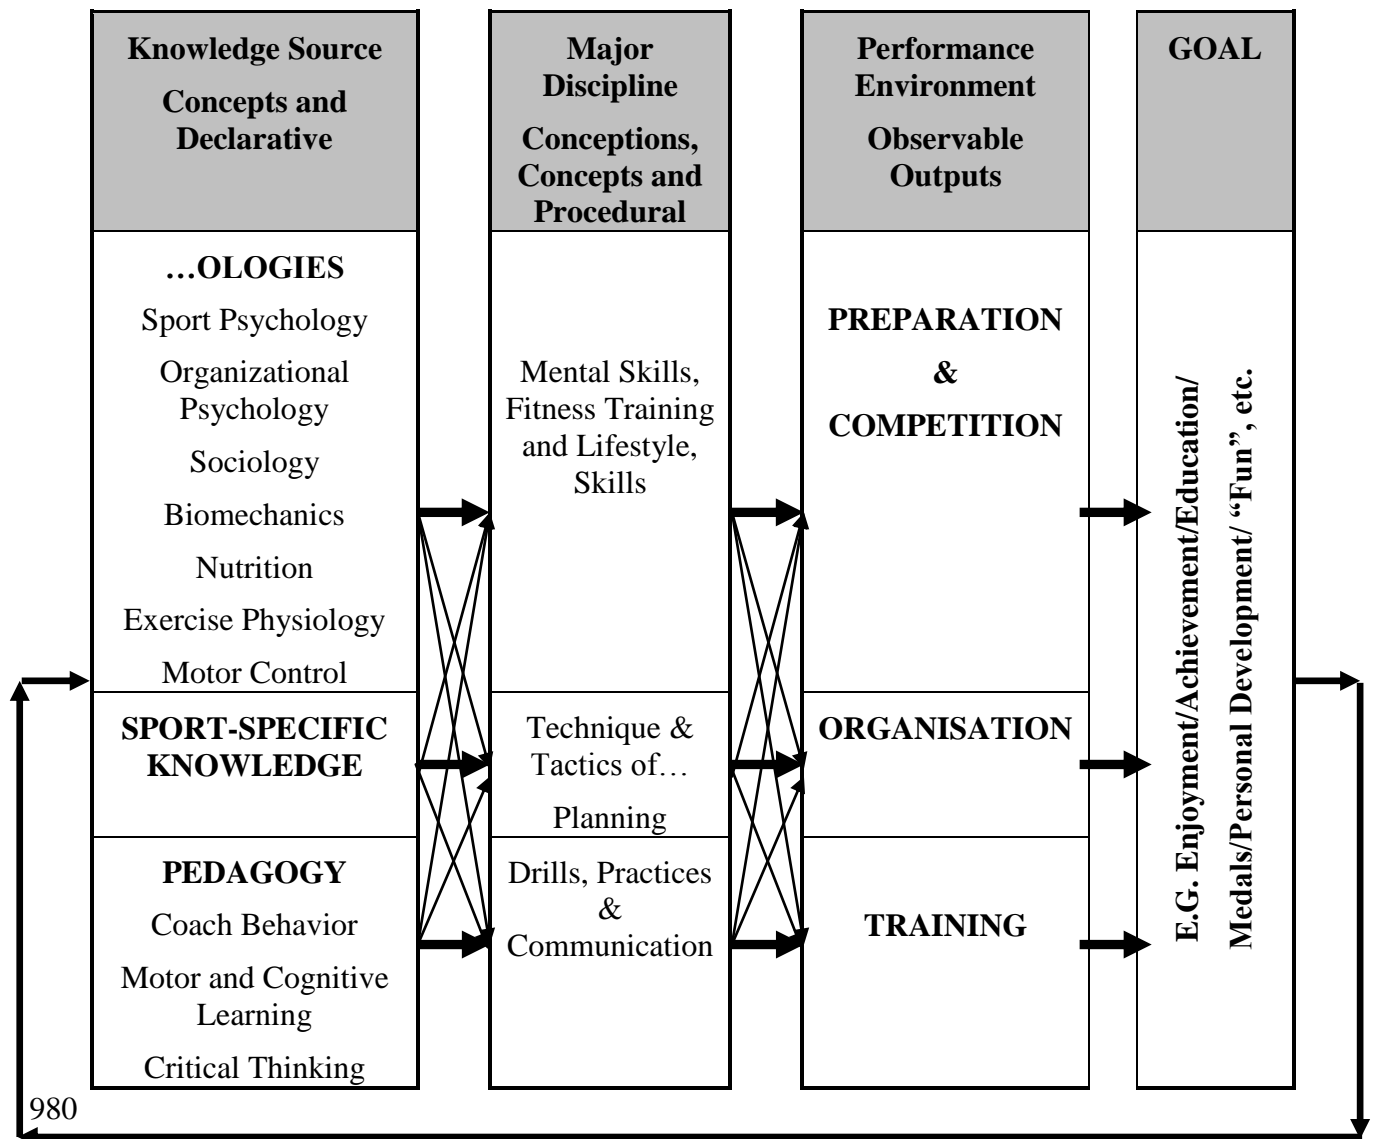 Knowledge Source
Concepts and
Declarative
Major
Discipline
Conceptions,
Concepts and
Procedural
Performance
Environment
Observable
Outputs
GOAL
…OLOGIES
Sport Psychology
Organizational
Psychology
Sociology
Biomechanics
Nutrition
Exercise Physiology
Motor Control
Mental Skills,
Fitness Training
and Lifestyle,
Skills
PREPARATION
&
COMPETITION
E.G. Enjoyment/Achievement/Education/
Medals/Personal Development/ “Fun”, etc.
SPORT-SPECIFIC
KNOWLEDGE
Technique &
Tactics of…
Planning
ORGANISATION
PEDAGOGY
Coach Behavior
Motor and Cognitive
Learning
Critical Thinking
Drills, Practices
&
Communication
TRAINING
980